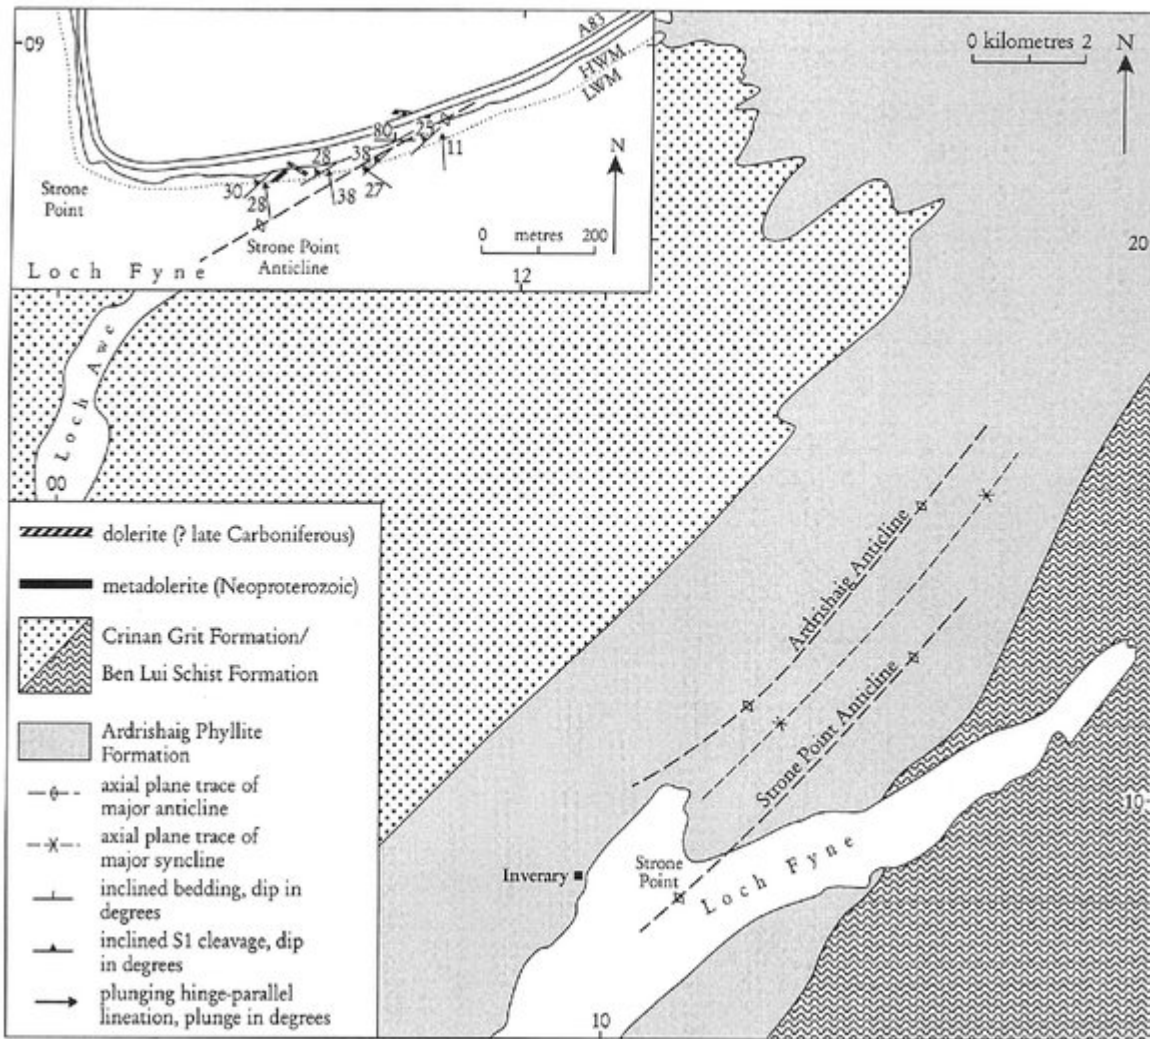 09
A83
HWM
LWM
80
25
11
28
38
27
30
28
38
N
Strone
Point
Strone Point
Anticline
0 metres 200
Loch Fyne
12
0 kilometres 2
N
20
Loch Awe
00
dolerite (? late Carboniferous)
metadolerite (Neoproterozoic)
Crinan Grit Formation/
Ben Lui Schist Formation
Ardrishaig Phyllite
Formation
axial plane trace of
major anticline
axial plane trace of
major syncline
inclined bedding, dip in
degrees
inclined S1 cleavage, dip
in degrees
plunging hinge-parallel
lineation, plunge in degrees
Ardrishaig Anticline
Strone Point Anticline
10
Inverary
Strone
Point
Loch Fyne
10